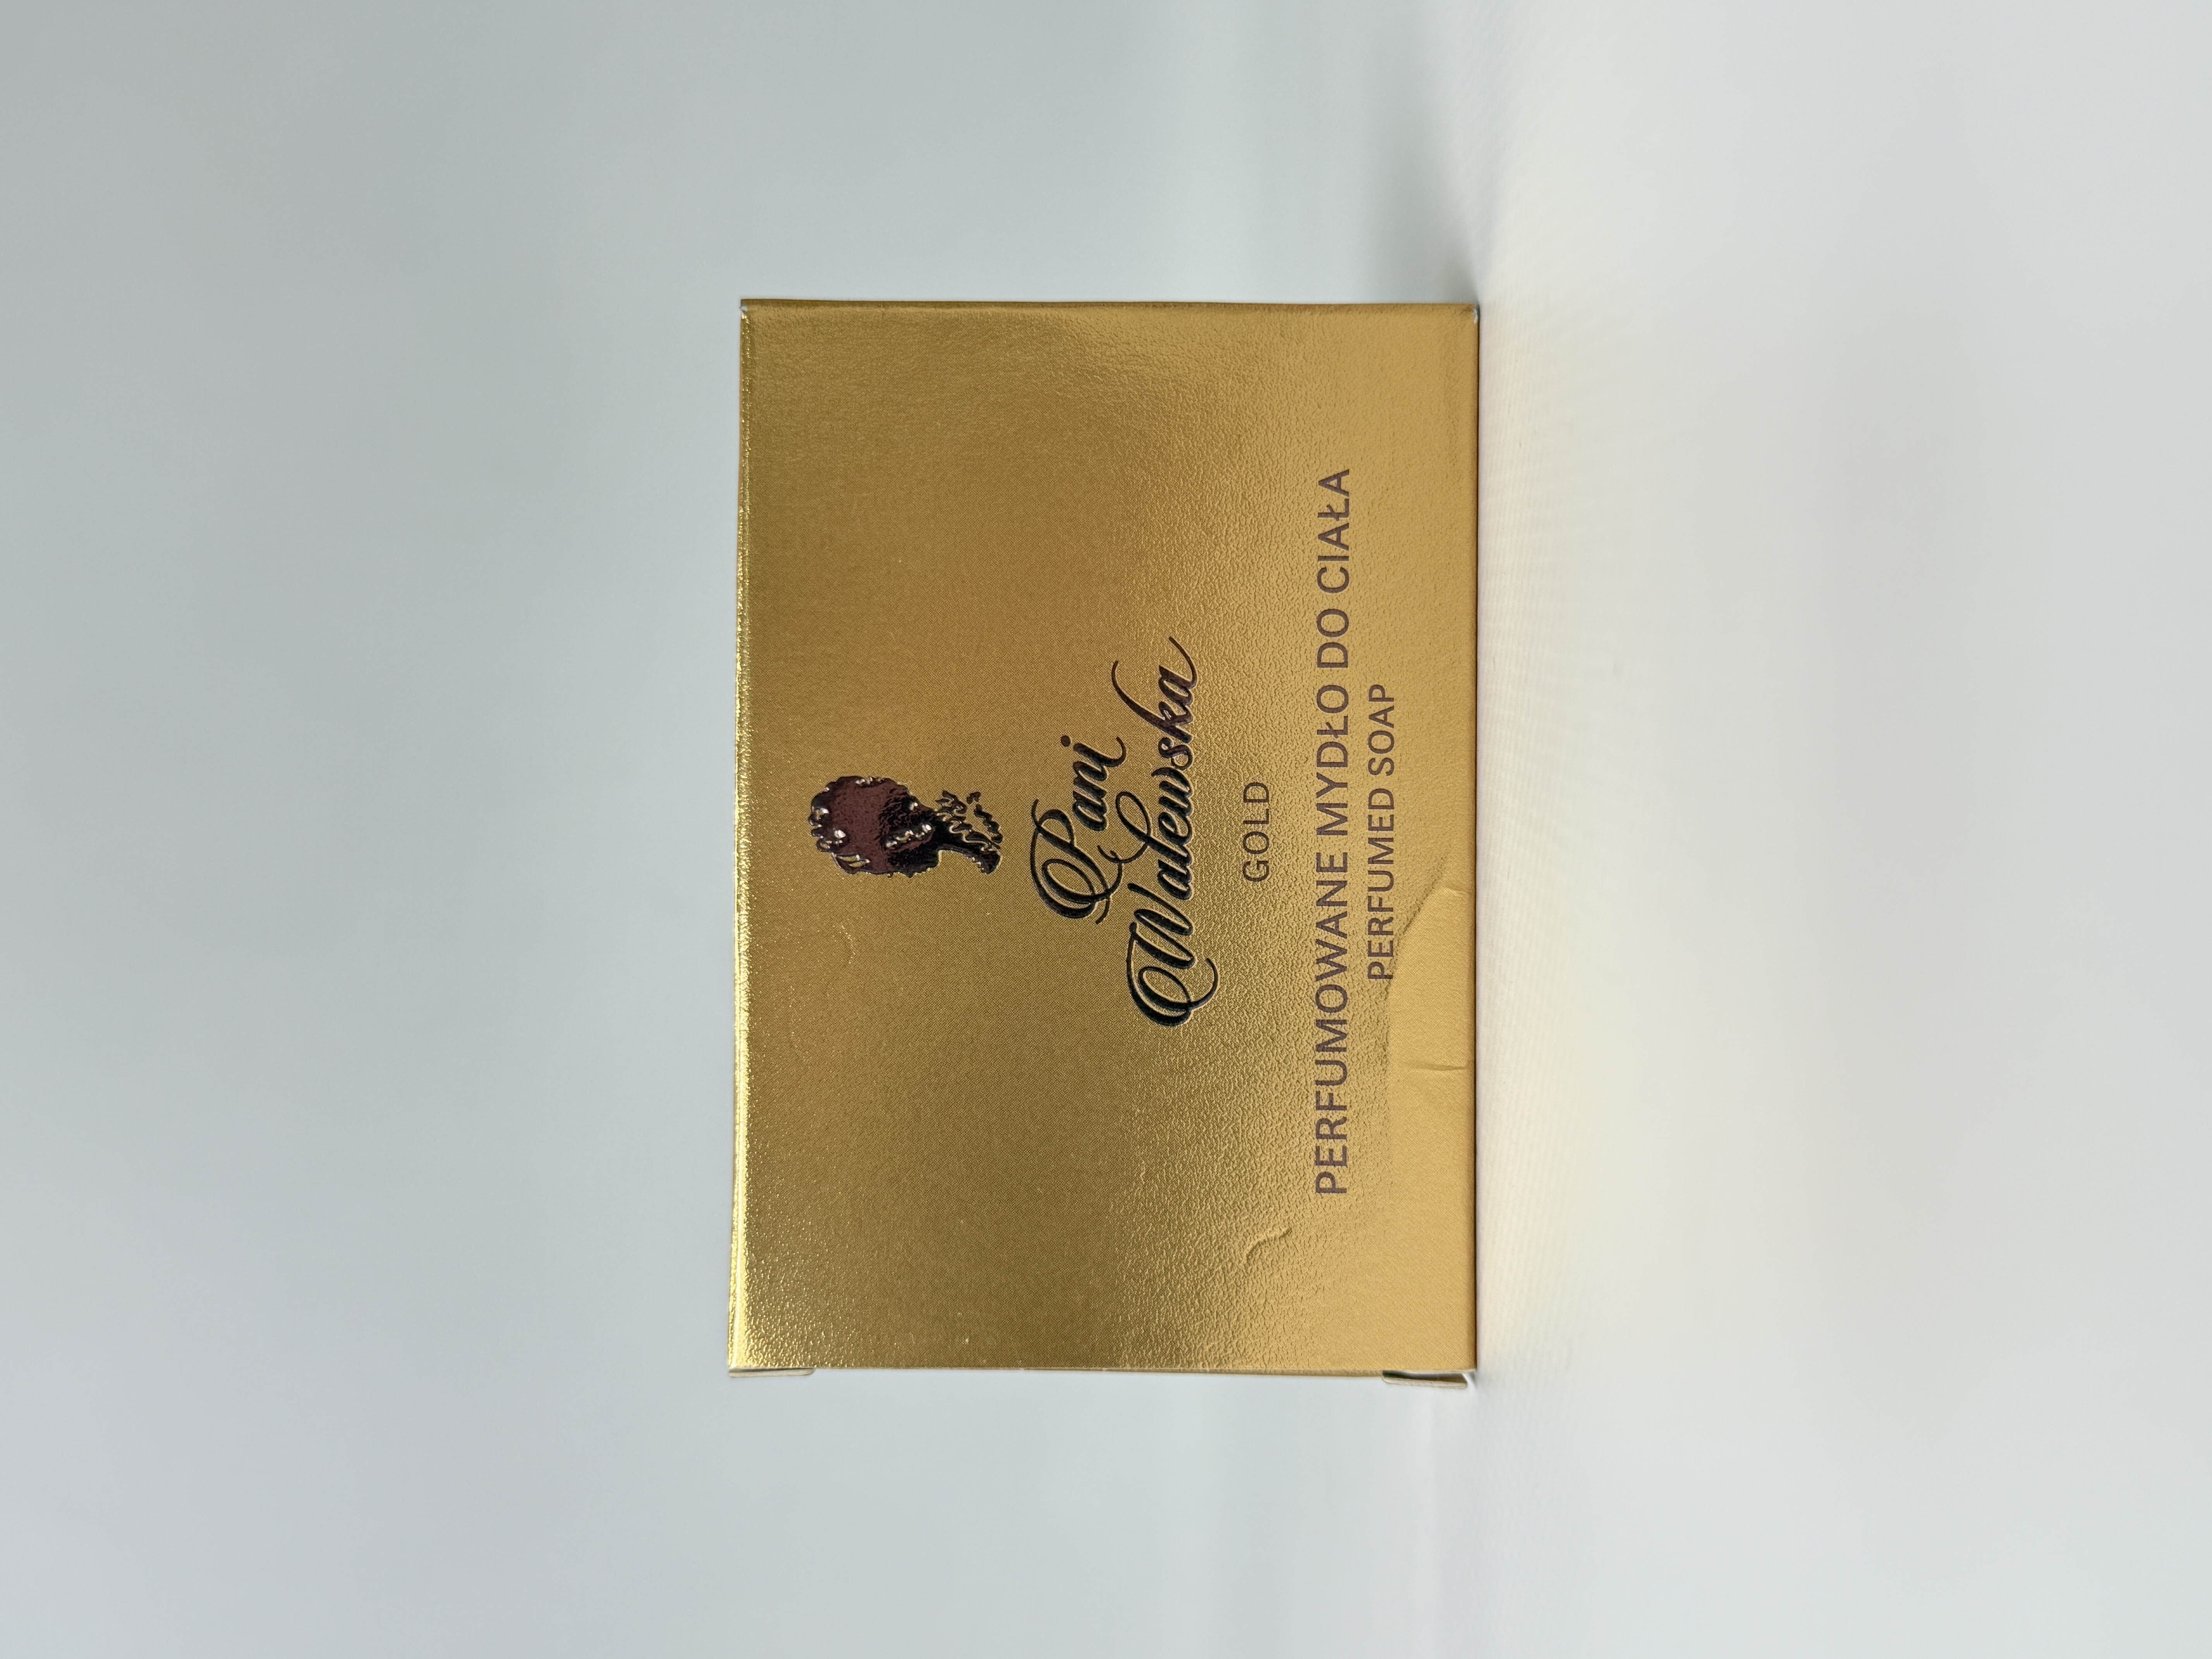 Pani
Walewska
GOLD
PERFUMOWANE MYDŁO DO CIAŁA
PERFUMED SOAP